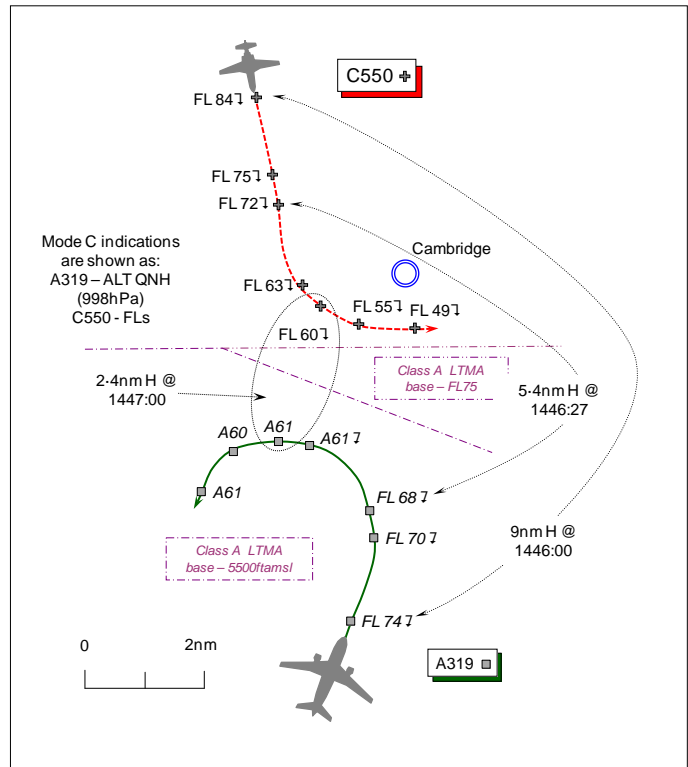 C550
FL 84↴
FL 75↴
FL 72↴
Mode C indications
are shown as:
A319 – ALT QNH
(998hPa)
C550 - FLs
Cambridge
FL 63↴
FL 55↴
FL 49↴
FL 60↴
Class A LTMA
base – FL75
2·4nm H @
1447:00
5·4nm H @
1446:27
A60
A61
A61↴
A61
FL 68↴
FL 70↴
9nm H @
1446:00
Class A LTMA
base – 5500ftamsl
FL 74↴
0
2nm
A319